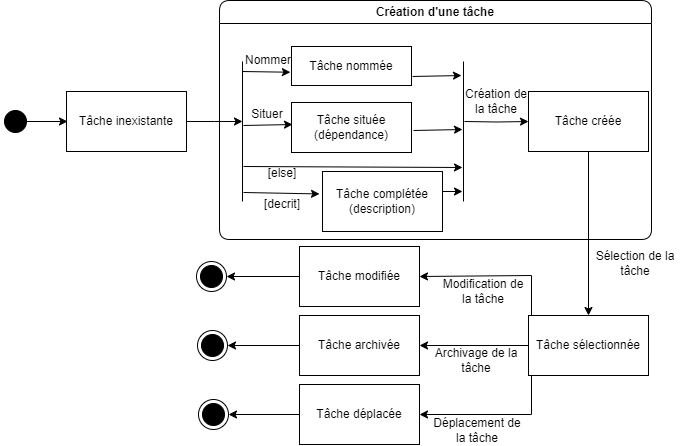 Création d'une tâche
Nommer
Tâche nommée
Tâche inexistante
Situer
Tâche située
(dépendance)
Création de
la tâche
Tâche créée
[else]
[decrit]
Tâche complétée
(description)
Sélection de la
tâche
Tâche modifiée
Modification de
la tâche
Tâche archivée
Archivage de la
tâche
Tâche sélectionnée
Tâche déplacée
Déplacement de
la tâche